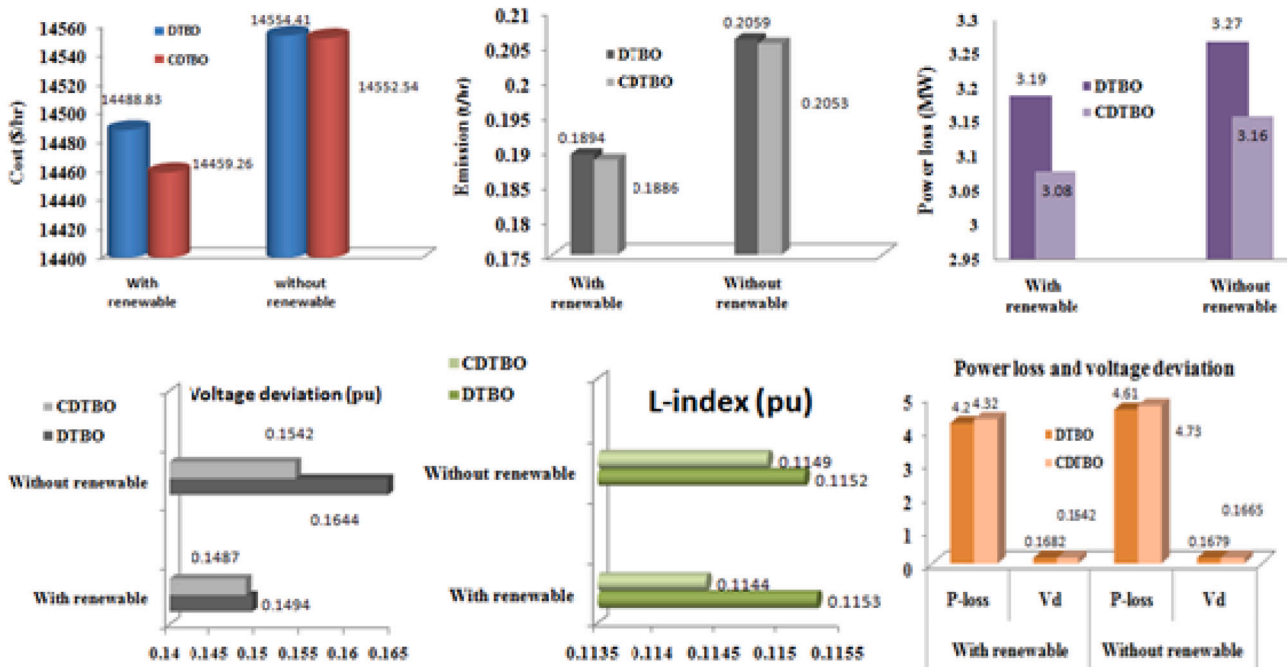 14560
14540
14520
14500
14480
14460
14440
14420
14400
Cost ($/hr)
DTBO
CDTBO
14488.83
14459.26
14554.41
14552.54
With
renewable
without
renewable
0.21
0.205
0.2
0.195
0.19
0.185
0.18
0.175
Emission (t/hr)
DTBO
CDTBO
0.1894
0.1886
0.2059
0.2053
With
renewable
Without
renewable
3.3
3.25
3.2
3.15
3.1
3.05
3
2.95
Power loss (MW)
DTBO
CDTBO
3.19
3.08
3.27
3.16
With
renewable
Without
renewable
Voltage deviation (pu)
CDTBO
DTBO
Without renewable
0.1542
0.1644
With renewable
0.1487
0.1494
0.14 0.145 0.15 0.155 0.16 0.165
L-index (pu)
CDTBO
DTBO
Without renewable
0.1149
0.1152
With renewable
0.1144
0.1153
0.1135 0.114 0.1145 0.115 0.1155
Power loss and voltage deviation
5
4
3
2
1
0
DTBO
CDTBO
4.2 4.32
0.1682
0.1642
4.61
4.73
0.1679
0.1665
P-loss Vd P-loss Vd
With renewable Without renewable